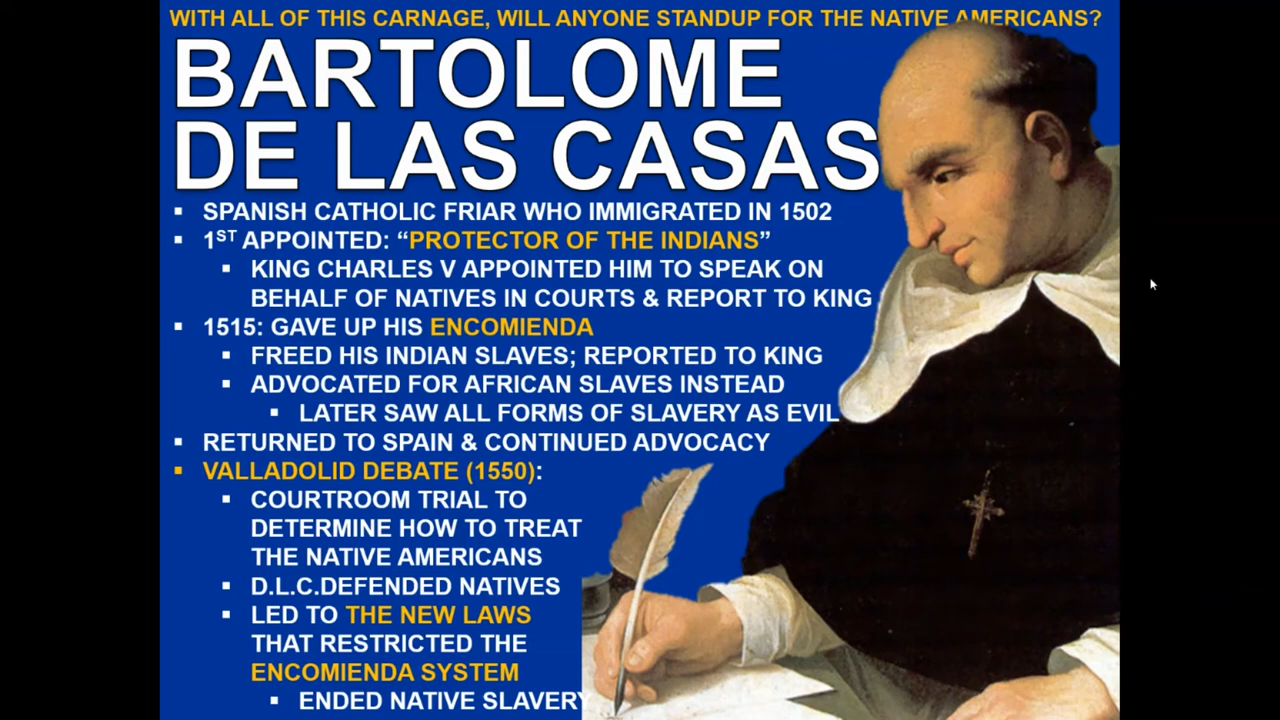 WITH ALL OF THIS CARNAGE, WILL ANYONE STANDUP FOR THE NATIVE AMERICANS?
BARTOLOME
DE LAS CASAS
▪ SPANISH CATHOLIC FRIAR WHO IMMIGRATED IN 1502
▪ 1ST APPOINTED: “PROTECTOR OF THE INDIANS”
▪ KING CHARLES V APPOINTED HIM TO SPEAK ON
BEHALF OF NATIVES IN COURTS & REPORT TO KING
▪ 1515: GAVE UP HIS ENCOMIENDA
▪ FREED HIS INDIAN SLAVES; REPORTED TO KING
▪ ADVOCATED FOR AFRICAN SLAVES INSTEAD
▪ LATER SAW ALL FORMS OF SLAVERY AS EVIL
▪ RETURNED TO SPAIN & CONTINUED ADVOCACY
▪ VALLADOLID DEBATE (1550):
▪ COURTROOM TRIAL TO
DETERMINE HOW TO TREAT
THE NATIVE AMERICANS
▪ D.L.C.DEFENDED NATIVES
▪ LED TO THE NEW LAWS
THAT RESTRICTED THE
ENCOMIENDA SYSTEM
▪ ENDED NATIVE SLAVERY